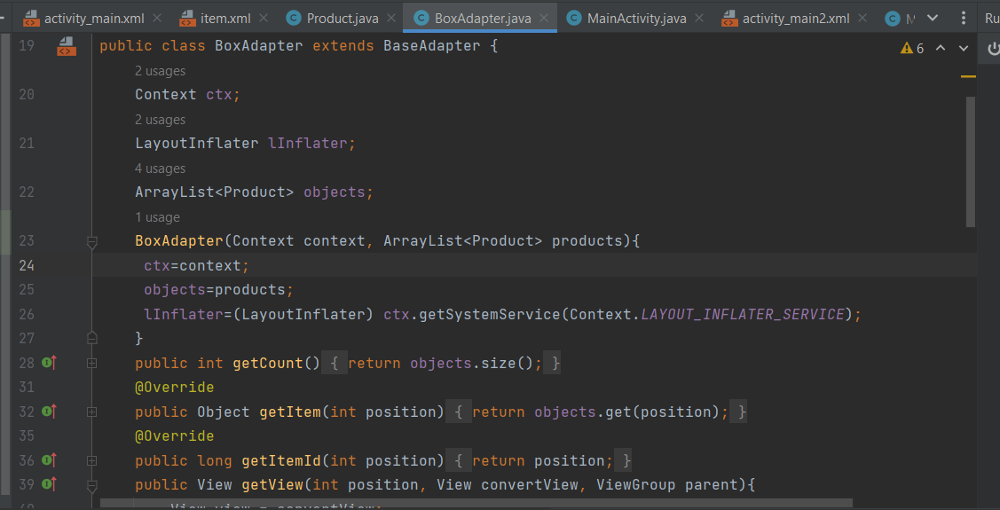 activity_main.xml item.xml Product.java BoxAdapter.java MainActivity.java activity_main2.xml Ru
19 public class BoxAdapter extends BaseAdapter { 6
2 usages
20 Context ctx;
2 usages
21 LayoutInflater lInflater;
4 usages
22 ArrayList<Product> objects;
1 usage
23 BoxAdapter(Context context, ArrayList<Product> products){
24 ctx=context;
25 objects=products;
26 lInflater=(LayoutInflater) ctx.getSystemService(Context.LAYOUT_INFLATER_SERVICE);
27 }
28 public int getCount() { return objects.size(); }
31 @Override
32 public Object getItem(int position) { return objects.get(position); }
35 @Override
36 public long getItemId(int position) { return position; }
39 public View getView(int position, View convertView, ViewGroup parent){
View view = convertView;